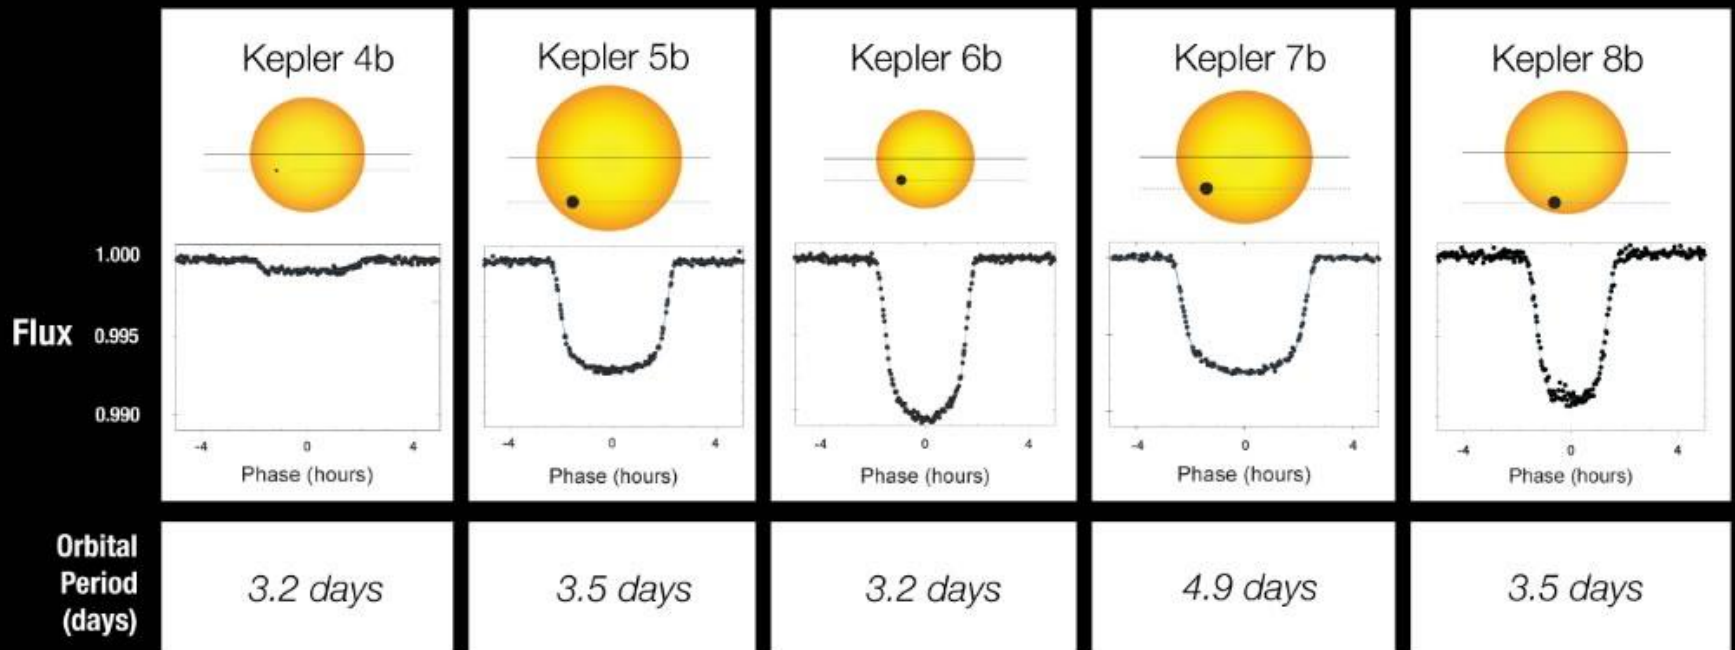 Kepler 4b
Kepler 5b
Kepler 6b
Kepler 7b
Kepler 8b
Flux
1.000
0.995
0.990
-4 0 4
-4 0 4
-4 0 4
-4 0 4
-4 0 4
Phase (hours)
Phase (hours)
Phase (hours)
Phase (hours)
Phase (hours)
Orbital
Period
(days)
3.2 days
3.5 days
3.2 days
4.9 days
3.5 days